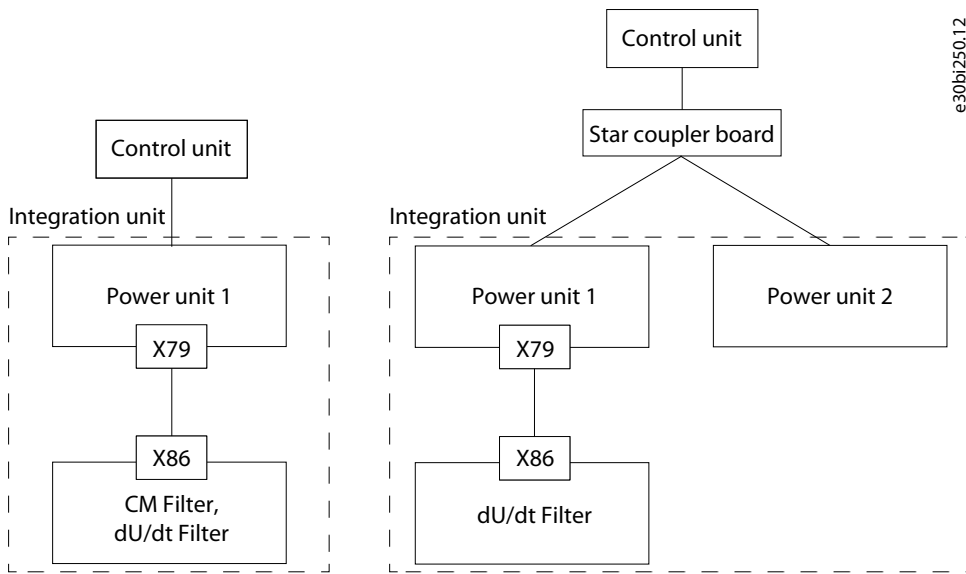 Control unit
Integration unit
Power unit 1
X79
X86
CM Filter,
dU/dt Filter
Control unit
Star coupler board
Integration unit
Power unit 1
Power unit 2
X79
X86
dU/dt Filter
e30bi250.12